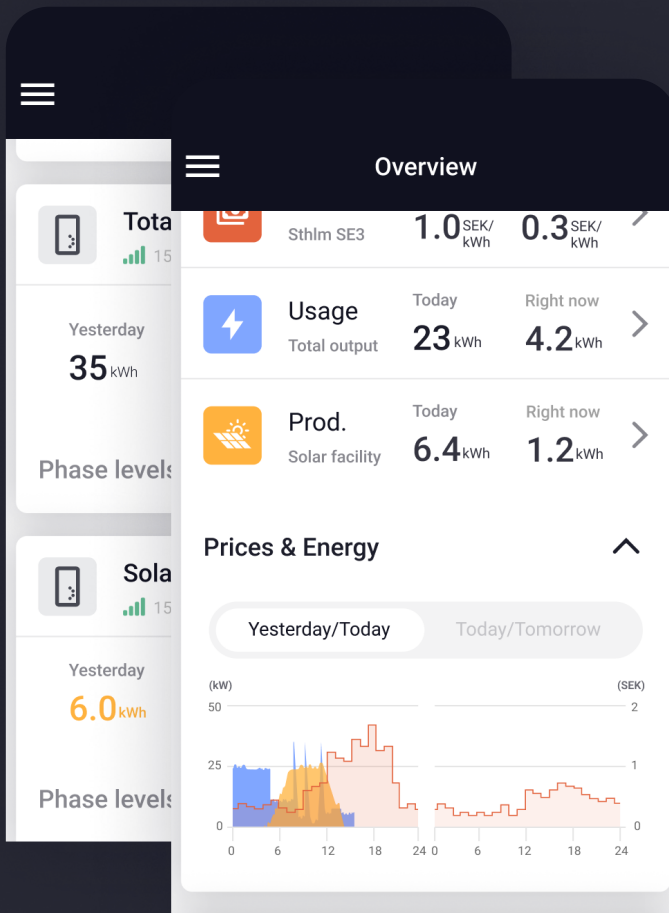 Tota
15
Yesterday
35 kWh
Phase levels
Sola
15
Yesterday
6.0 kWh
Phase levels
Overview
Sthlm SE3 1.0 SEK/kWh 0.3 SEK/kWh
Usage Today Right now
Total output 23 kWh 4.2 kWh
Prod. Today Right now
Solar facility 6.4 kWh 1.2 kWh
Prices & Energy
Yesterday/Today Today/Tomorrow
(kW) (SEK)
50 2
25 1
0 0
0 6 12 18 24 0 6 12 18 24